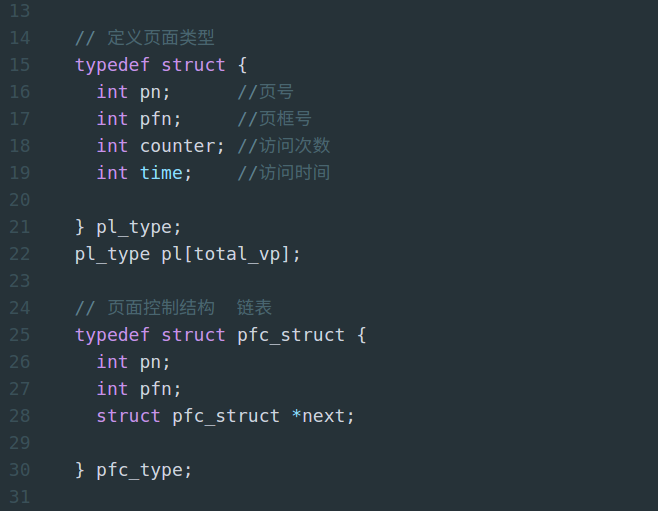 13
14 // 定义页面类型
15 typedef struct {
16 int pn; //页号
17 int pfn; //页框号
18 int counter; //访问次数
19 int time; //访问时间
20
21 } pl_type;
22 pl_type pl[total_vp];
23
24 // 页面控制结构 链表
25 typedef struct pfc_struct {
26 int pn;
27 int pfn;
28 struct pfc_struct *next;
29
30 } pfc_type;
31